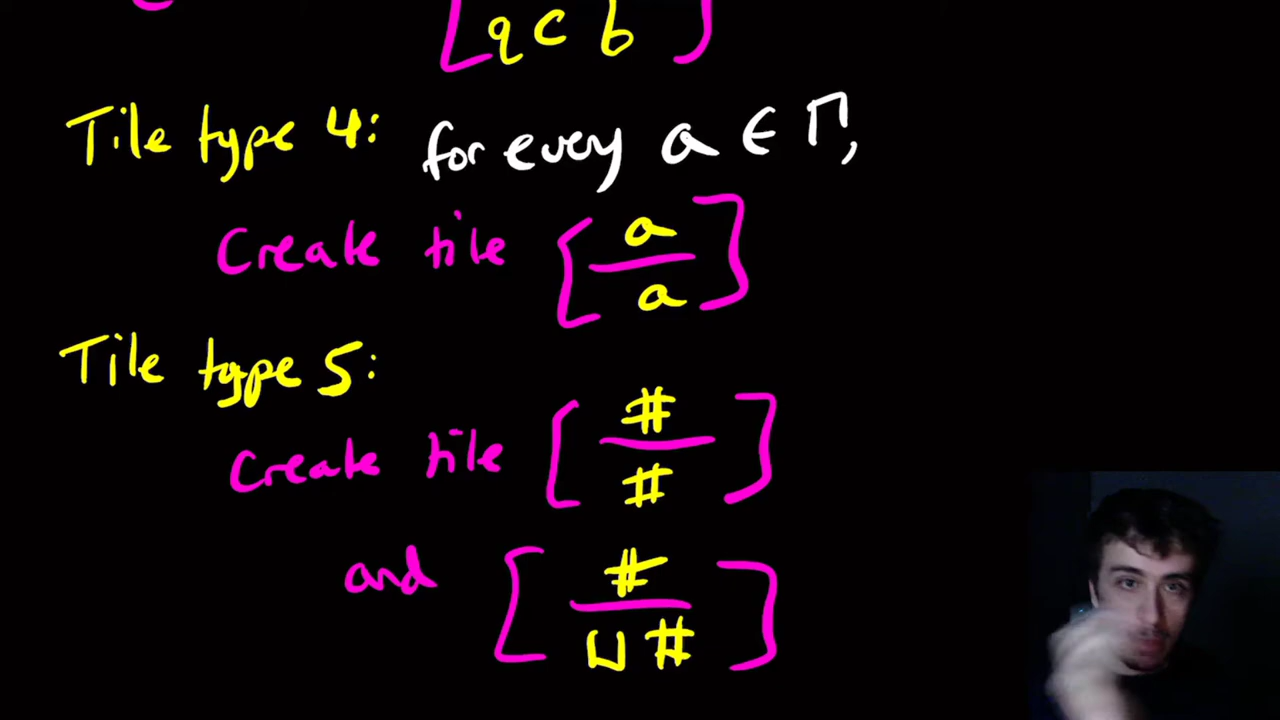 [q c b]
Tile type 4: for every a ∈ Γ,
Create tile [a/a]
Tile type 5:
Create tile [#/#]
and [#/⊔#]